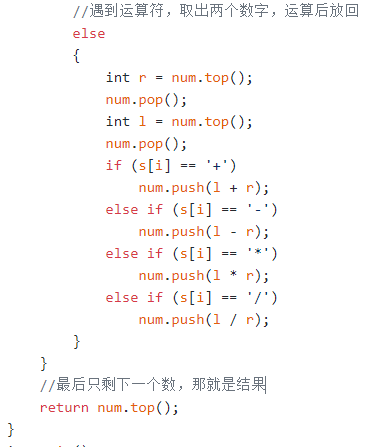 //遇到运算符，取出两个数字，运算后放回
else
{
int r = num.top();
num.pop();
int l = num.top();
num.pop();
if (s[i] == '+')
num.push(l + r);
else if (s[i] == '-')
num.push(l - r);
else if (s[i] == '*')
num.push(l * r);
else if (s[i] == '/')
num.push(l / r);
}
}
//最后只剩下一个数，那就是结果
return num.top();
}